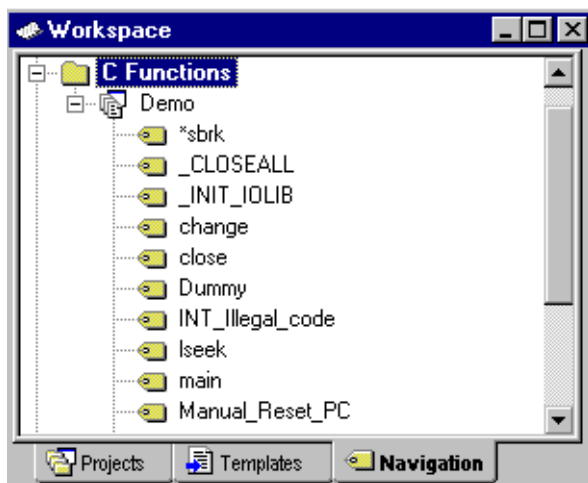 Workspace
C Functions
Demo
*sbrk
_CLOSEALL
_INIT_IOLIB
change
close
Dummy
INT_Illegal_code
lseek
main
Manual_Reset_PC
Projects Templates Navigation